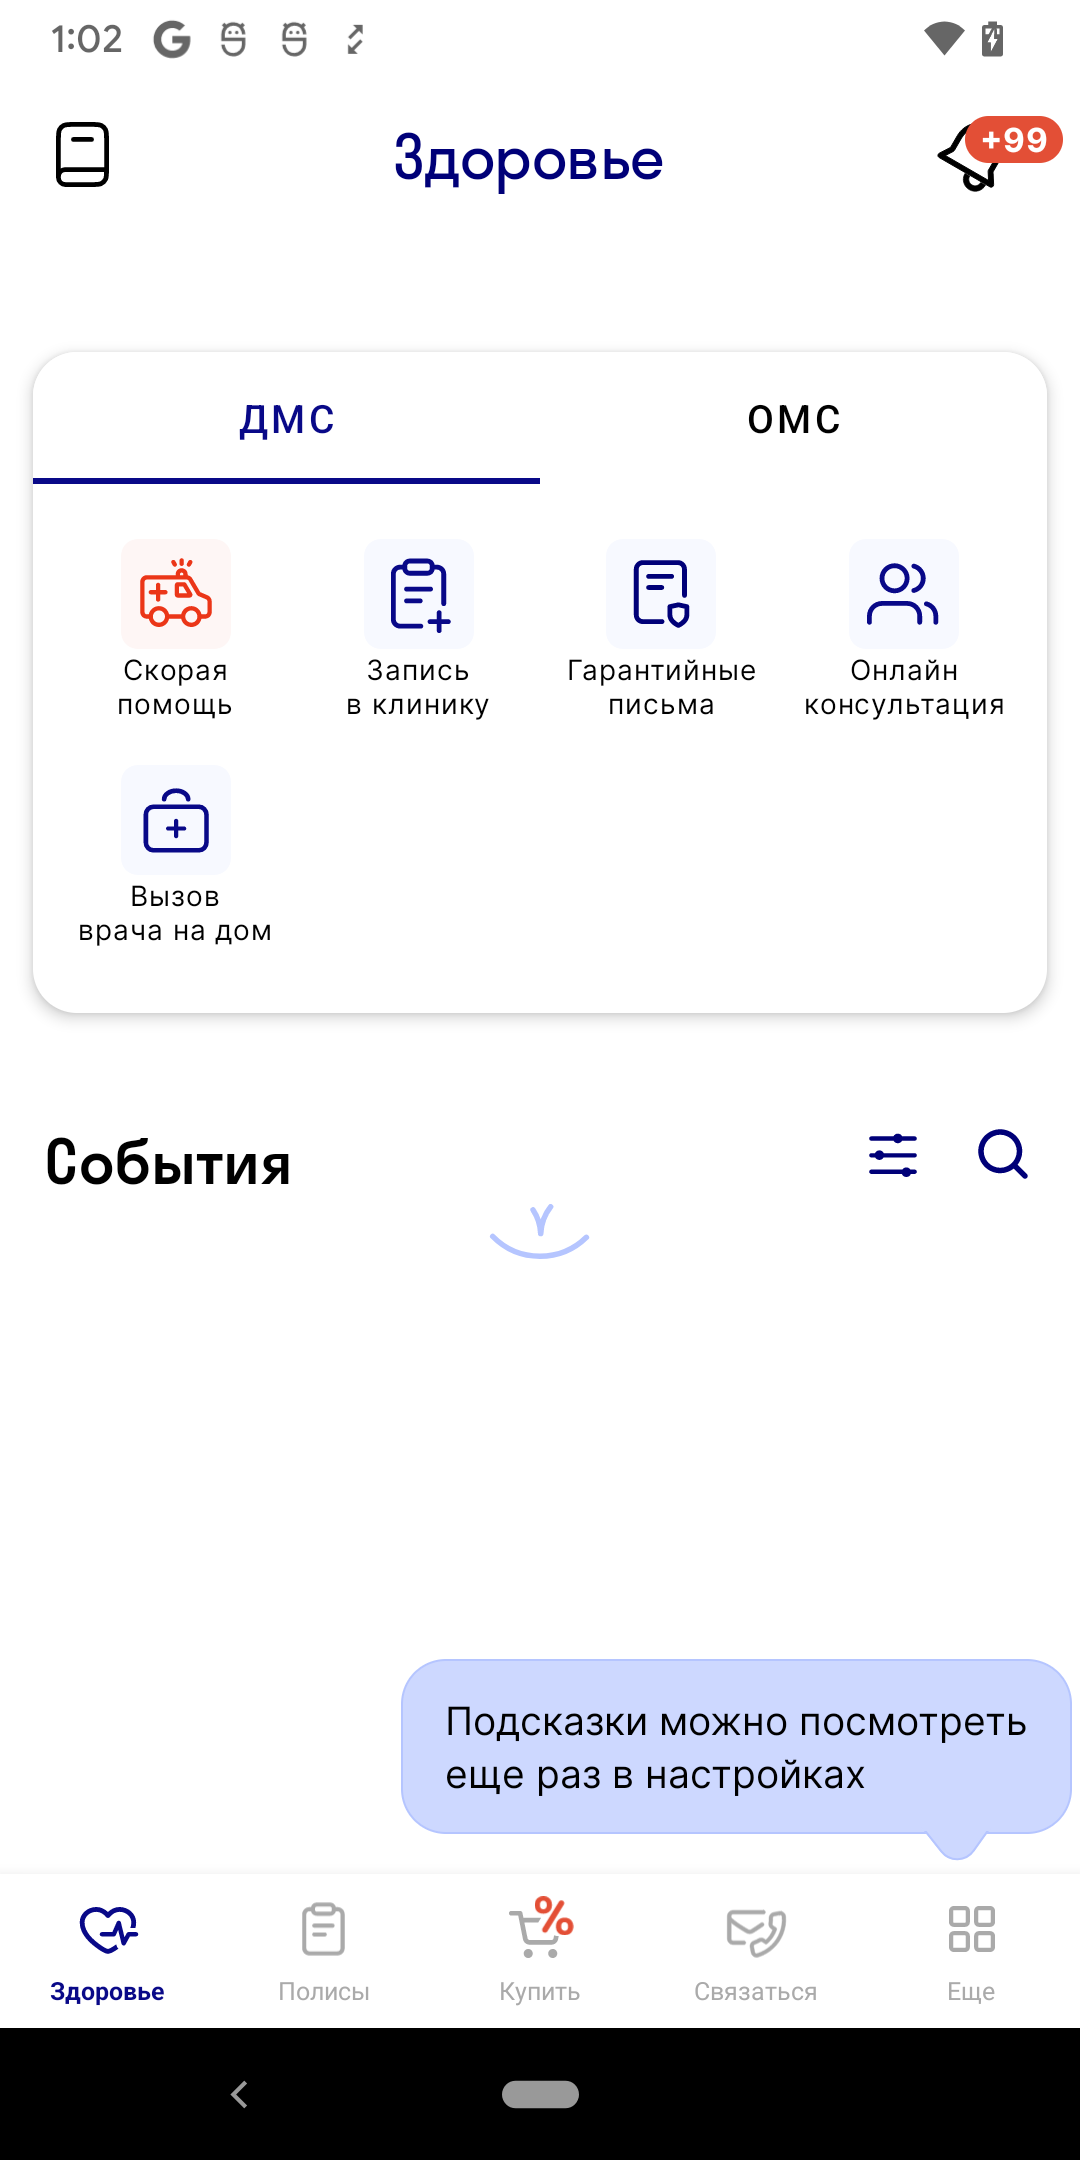 1:02
Здоровье
+99
ДМС
ОМС
Скорая
помощь
Запись
в клинику
Гарантийные
письма
Онлайн
консультация
Вызов
врача на дом
События
Подсказки можно посмотреть
еще раз в настройках
Здоровье
Полисы
Купить
Связаться
Еще